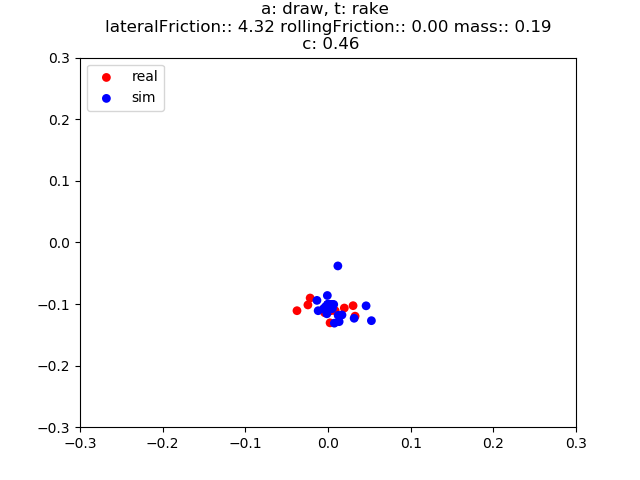 a: draw, t: rake
lateralFriction:: 4.32 rollingFriction:: 0.00 mass:: 0.19
c: 0.46
real
sim
0.3
0.2
0.1
0.0
−0.1
−0.2
−0.3
−0.3 −0.2 −0.1 0.0 0.1 0.2 0.3